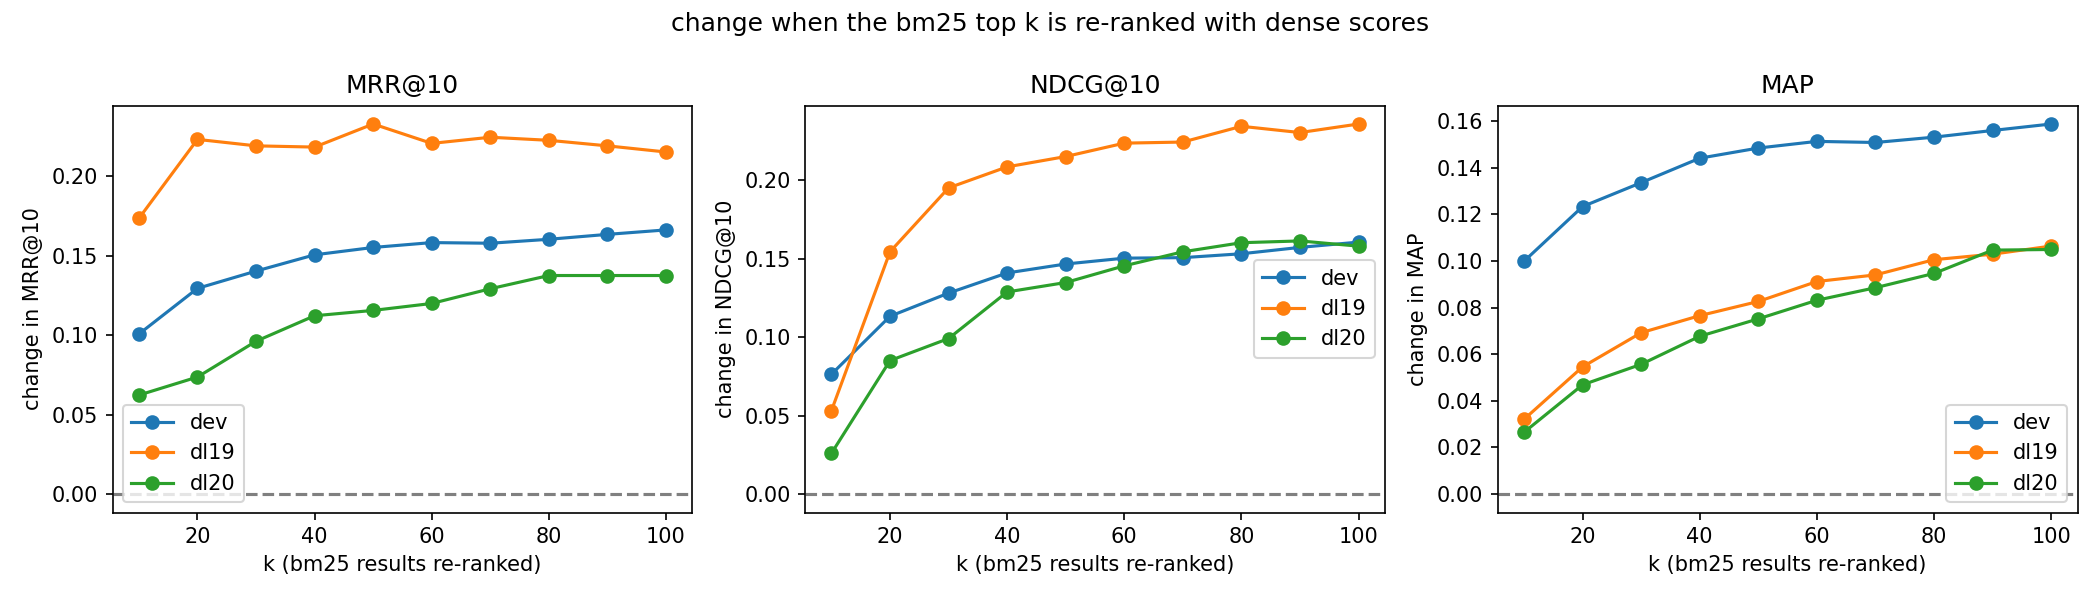 change when the bm25 top k is re-ranked with dense scores
MRR@10
change in MRR@10
0.20
0.15
0.10
0.05
0.00
dev
dl19
dl20
20 40 60 80 100
k (bm25 results re-ranked)
NDCG@10
change in NDCG@10
0.20
0.15
0.10
0.05
0.00
dev
dl19
dl20
20 40 60 80 100
k (bm25 results re-ranked)
MAP
change in MAP
0.16
0.14
0.12
0.10
0.08
0.06
0.04
0.02
0.00
dev
dl19
dl20
20 40 60 80 100
k (bm25 results re-ranked)